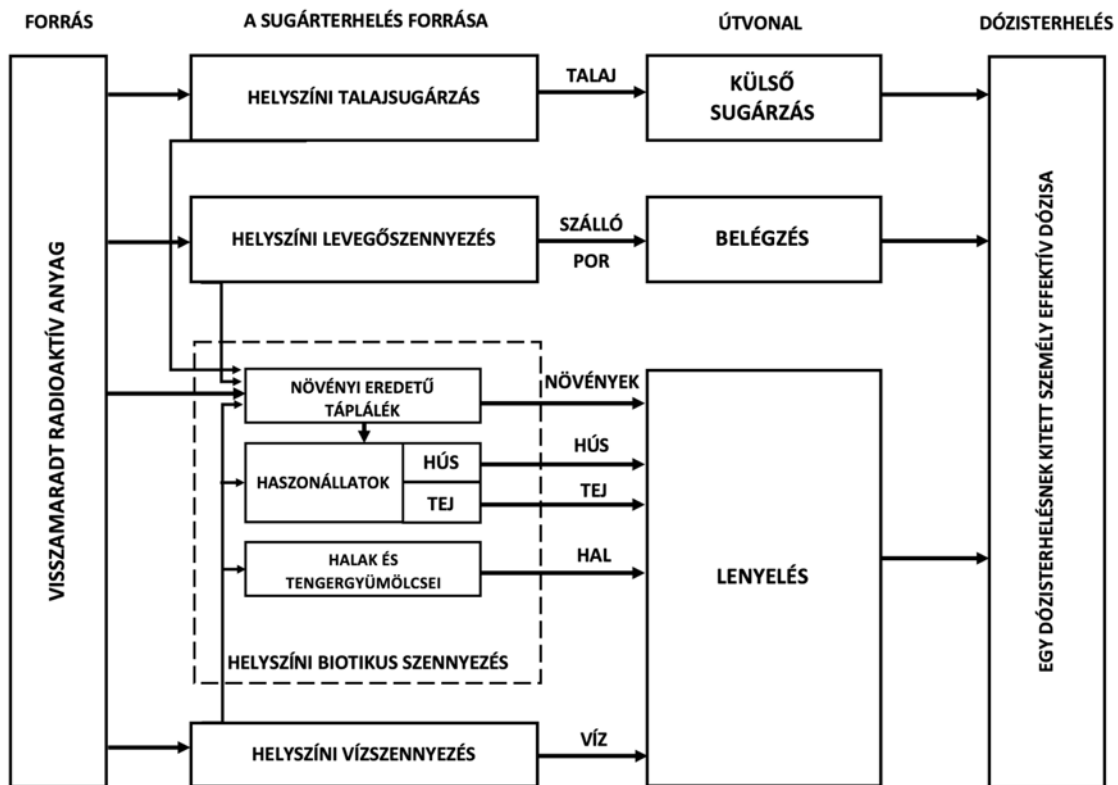 FORRÁS
A SUGÁRTERHELÉS FORRÁSA
ÚTVONAL
DÓZISTERHELÉS
VISSZAMARADT RADIOAKTÍV ANYAG
HELYSZÍNI TALAJSUGÁRZÁS
TALAJ
KÜLSŐ
SUGÁRZÁS
HELYSZÍNI LEVEGŐSZENNYEZÉS
SZÁLLÓ
POR
BELÉGZÉS
NÖVÉNYI EREDETŰ
TÁPLÁLÉK
NÖVÉNYEK
HASZONÁLLATOK
HÚS
HÚS
TEJ
TEJ
HALAK ÉS
TENGERGYÜMÖLCSEI
HAL
LENYELÉS
HELYSZÍNI BIOTIKUS SZENNYEZÉS
HELYSZÍNI VÍZSZENNYEZÉS
VÍZ
EGY DÓZISTERHELÉSNEK KITETT SZEMÉLY EFFEKTÍV DÓZISA